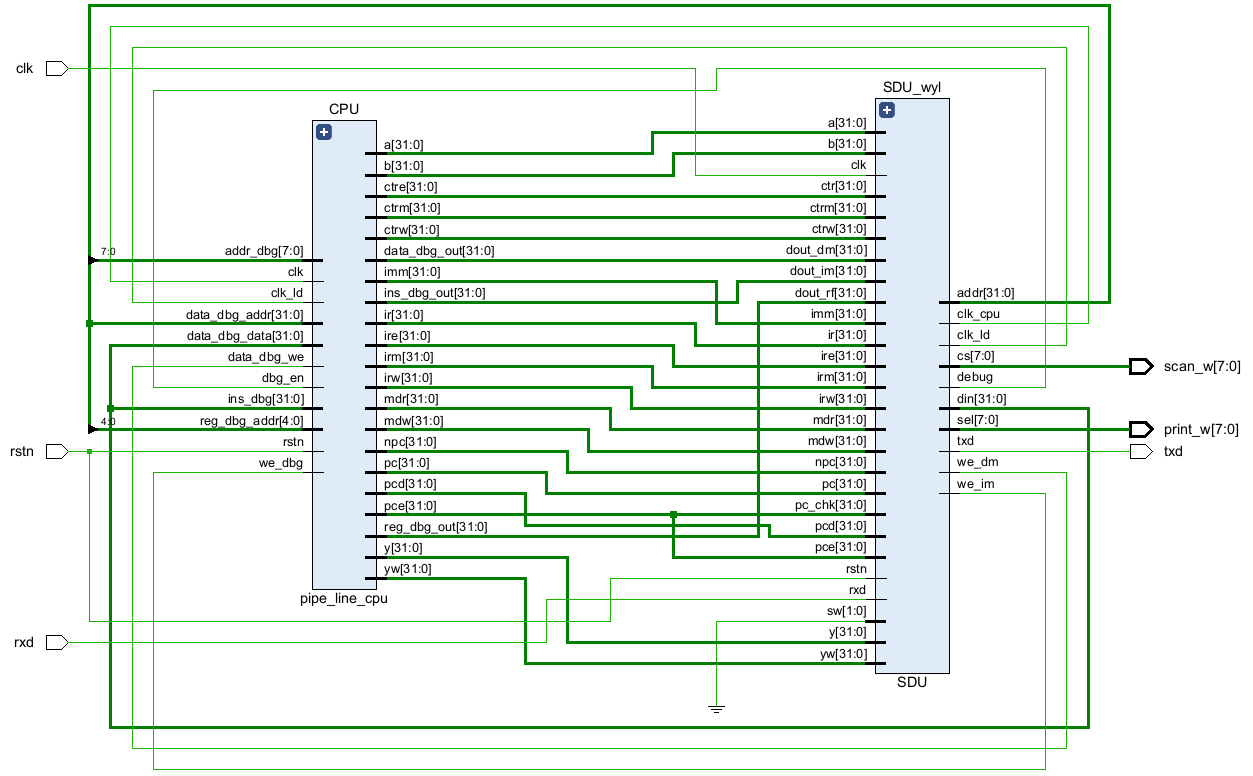 clk
rstn
rxd
CPU
7:0
addr_dbg[7:0]
clk
clk_ld
data_dbg_addr[31:0]
data_dbg_data[31:0]
data_dbg_we
dbg_en
ins_dbg[31:0]
4:0
reg_dbg_addr[4:0]
rstn
we_dbg
a[31:0]
b[31:0]
ctre[31:0]
ctrm[31:0]
ctrw[31:0]
data_dbg_out[31:0]
imm[31:0]
ins_dbg_out[31:0]
ir[31:0]
ire[31:0]
irm[31:0]
irw[31:0]
mdr[31:0]
mdw[31:0]
npc[31:0]
pc[31:0]
pcd[31:0]
pce[31:0]
reg_dbg_out[31:0]
y[31:0]
yw[31:0]
pipe_line_cpu
SDU_wyl
a[31:0]
b[31:0]
clk
ctr[31:0]
ctrm[31:0]
ctrw[31:0]
dout_dm[31:0]
dout_im[31:0]
dout_rf[31:0]
imm[31:0]
ir[31:0]
ire[31:0]
irm[31:0]
irw[31:0]
mdr[31:0]
mdw[31:0]
npc[31:0]
pc[31:0]
pc_chk[31:0]
pcd[31:0]
pce[31:0]
rstn
rxd
sw[1:0]
y[31:0]
yw[31:0]
addr[31:0]
clk_cpu
clk_ld
cs[7:0]
debug
din[31:0]
sel[7:0]
txd
we_dm
we_im
SDU
scan_w[7:0]
print_w[7:0]
txd